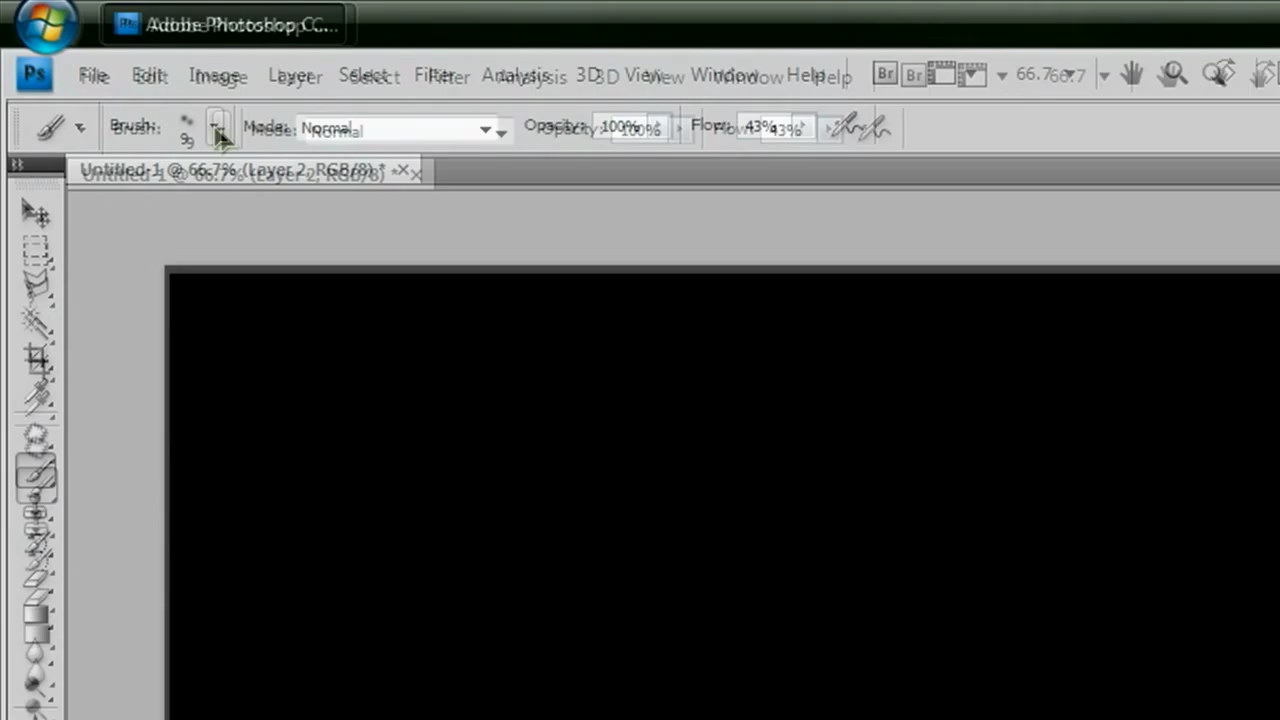 Adobe Photoshop CC...
Ps File Edit Image Layer Select Filter Analysis 3D View Window Help Br 66.7
Brush: 99 Mode: Normal Opacity: 100% Flow: 43%
Untitled-1 @ 66.7% (Layer 2, RGB/8) *